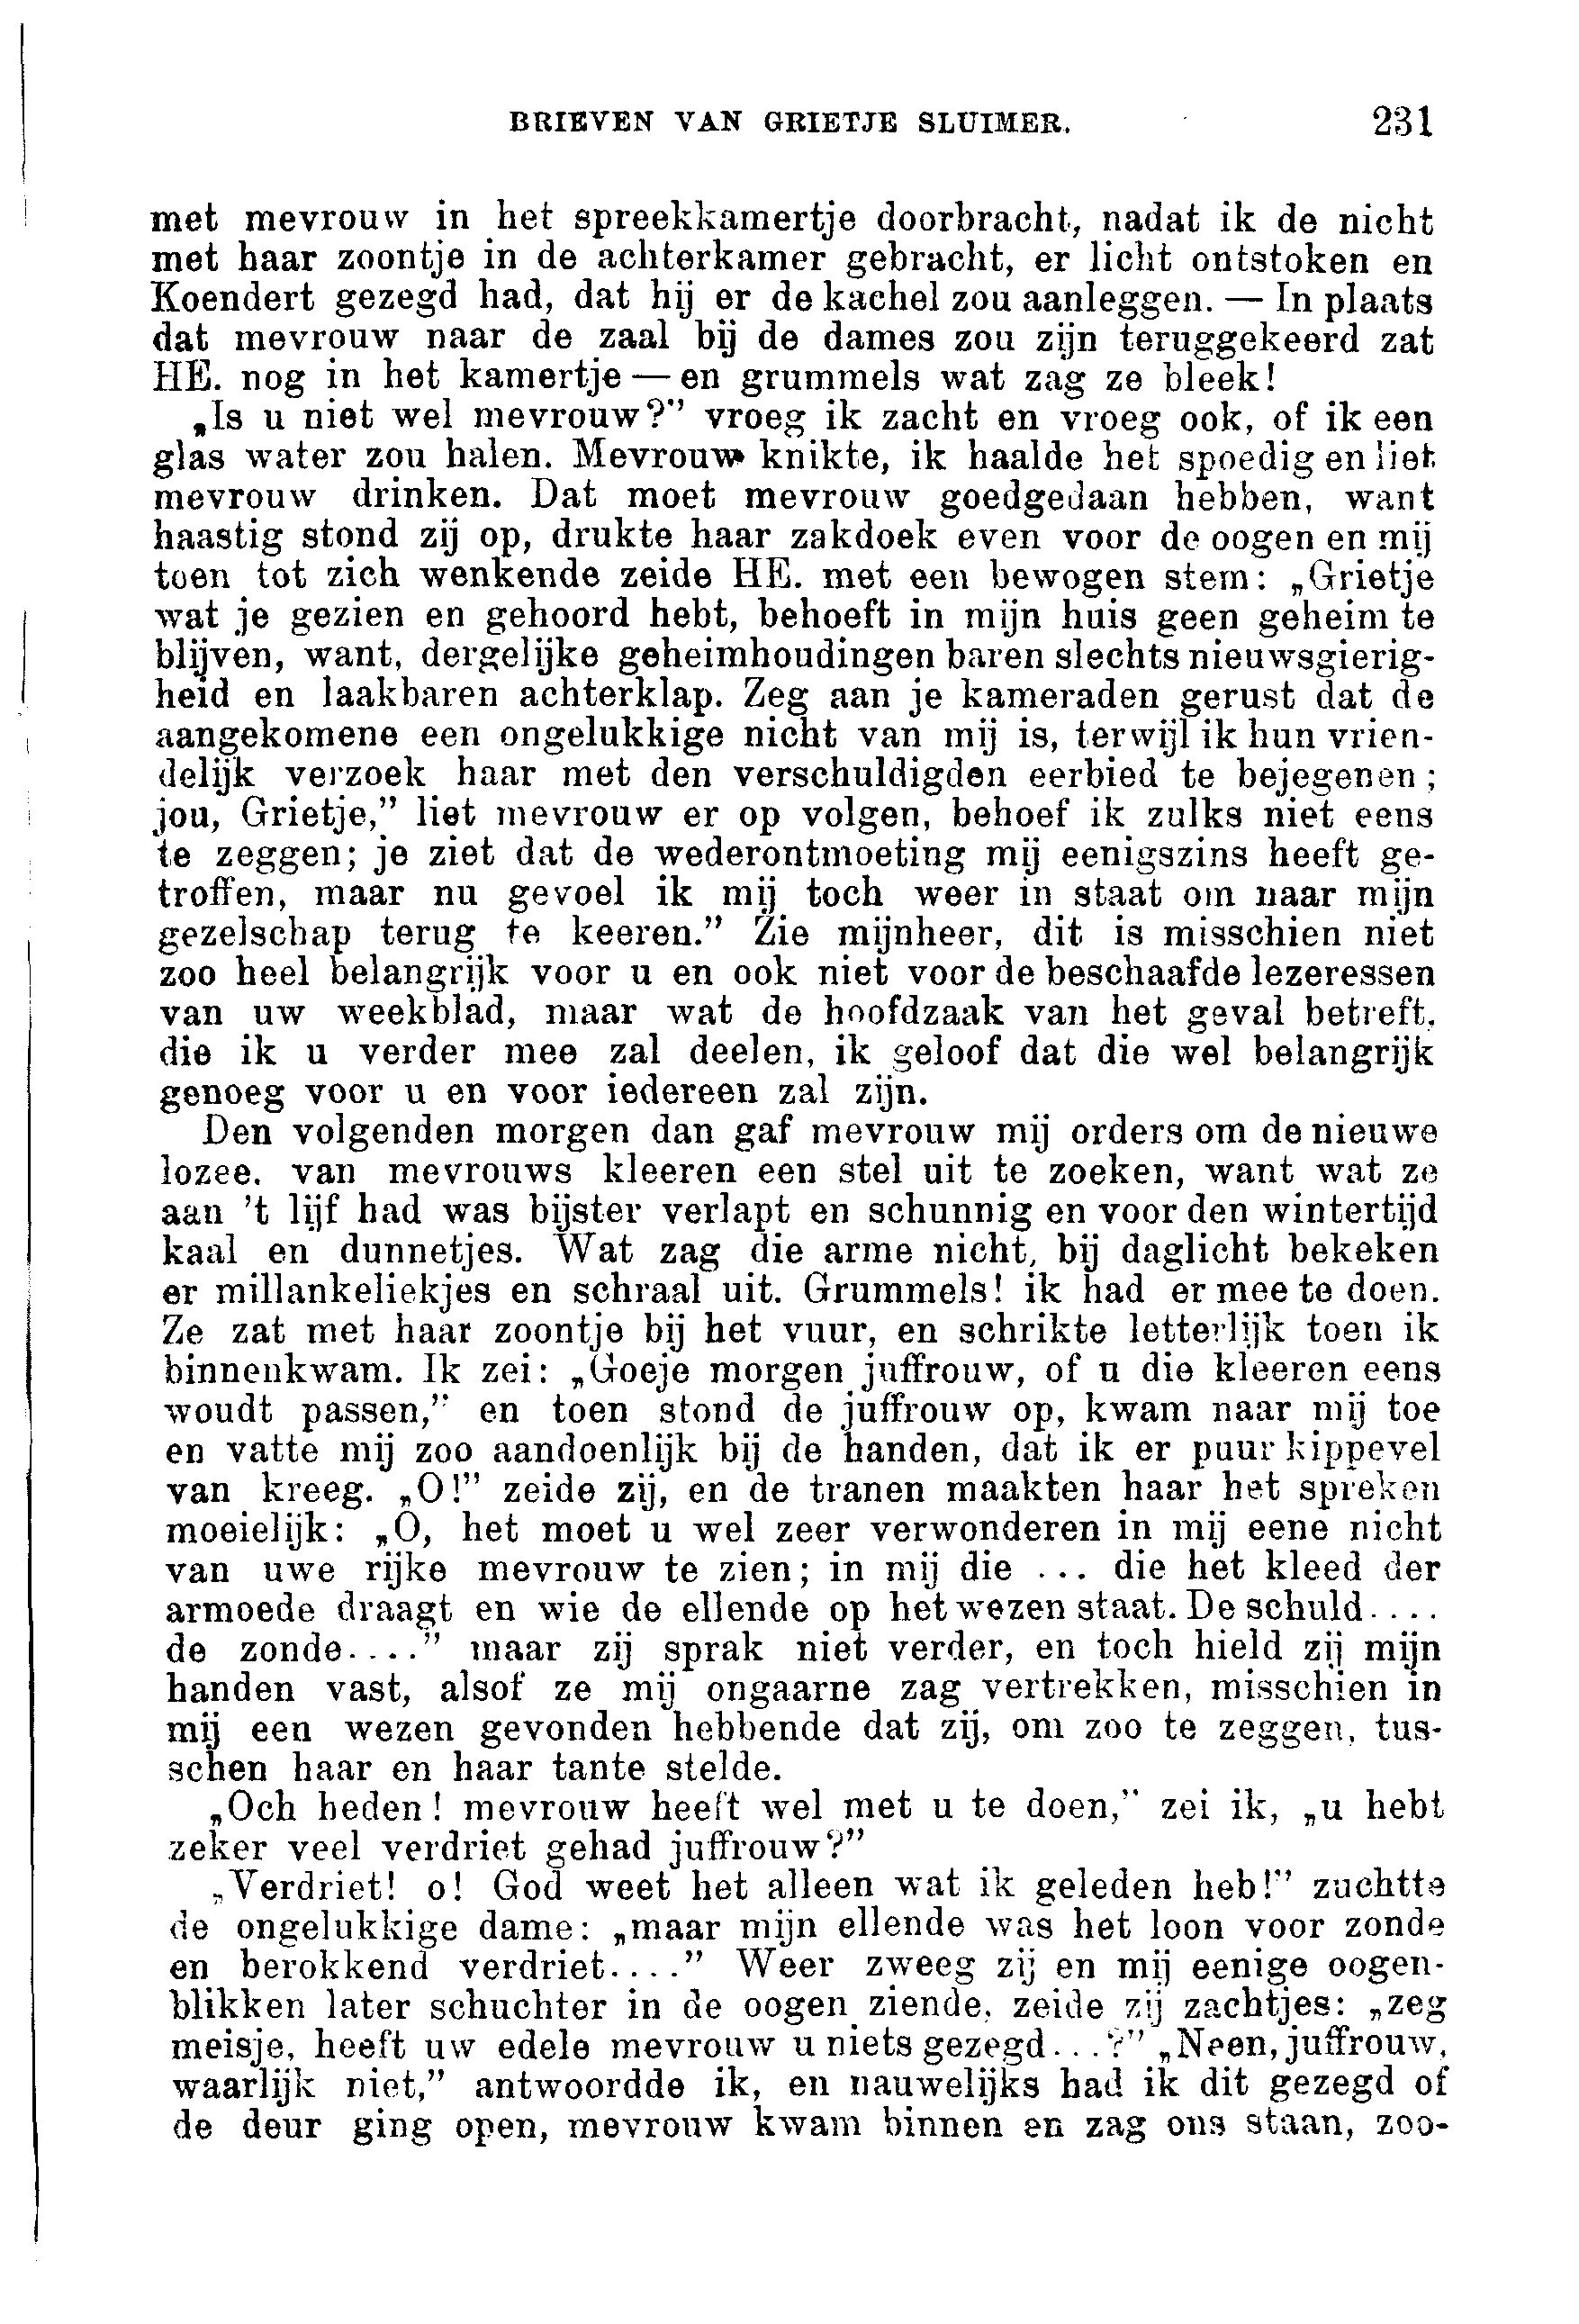 BRIEVEN VAN GRIETJE SLUIMER. 231
met mevrouw in het spreekkamertje doorbracht, nadat ik de nicht
met haar zoontje in de achterkamer gebracht, er licht ontstoken en
Koendert gezegd had, dat hij er de kachel zou aanleggen. — In plaats
dat mevrouw naar de zaal bij de dames zou zijn teruggekeerd zat
HE. nog in het kamertje — en grummels wat zag ze bleek!
„Is u niet wel mevrouw?” vroeg ik zacht en vroeg ook, of ik een
glas water zou halen. Mevrouw knikte, ik haalde het spoedig en liet
mevrouw drinken. Dat moet mevrouw goedgedaan hebben, want
haastig stond zij op, drukte haar zakdoek even voor de oogen en mij
toen tot zich wenkende zeide HE. met een bewogen stem: „Grietje
wat je gezien en gehoord hebt, behoeft in mijn huis geen geheim te
blijven, want, dergelijke geheimhoudingen baren slechts nieuwsgierig-
heid en laakbaren achterklap. Zeg aan je kameraden gerust dat de
aangekomene een ongelukkige nicht van mij is, terwijl ik hun vrien-
delijk verzoek haar met den verschuldigden eerbied te bejegenen;
jou, Grietje,” liet mevrouw er op volgen, behoef ik zulks niet eens
te zeggen; je ziet dat de wederontmoeting mij eenigszins heeft ge-
troffen, maar nu gevoel ik mij toch weer in staat om naar mijn
gezelschap terug te keeren.” Zie mijnheer, dit is misschien niet
zoo heel belangrijk voor u en ook niet voor de beschaafde lezeressen
van uw weekblad, maar wat de hoofdzaak van het geval betreft,
die ik u verder mee zal deelen, ik geloof dat die wel belangrijk
genoeg voor u en voor iedereen zal zijn.
Den volgenden morgen dan gaf mevrouw mij orders om de nieuwe
lozee. van mevrouws kleeren een stel uit te zoeken, want wat ze
aan 't lijf had was bijster verlapt en schunnig en voor den wintertijd
kaal en dunnetjes. Wat zag die arme nicht, bij daglicht bekeken
er millankeliekjes en schraal uit. Grummels! ik had er mee te doen.
Ze zat met haar zoontje bij het vuur, en schrikte letterlijk toen ik
binnenkwam. Ik zei: „Goeje morgen juffrouw, of u die kleeren eens
woudt passen,” en toen stond de juffrouw op, kwam naar mij toe
en vatte mij zoo aandoenlijk bij de handen, dat ik er puur kippevel
van kreeg. „O!” zeide zij, en de tranen maakten haar het spreken
moeielijk: „O, het moet u wel zeer verwonderen in mij eene nicht
van uwe rijke mevrouw te zien; in mij die ... die het kleed der
armoede draagt en wie de ellende op het wezen staat. De schuld....
de zonde....” maar zij sprak niet verder, en toch hield zij mijn
handen vast, alsof ze mij ongaarne zag vertrekken, misschien in
mij een wezen gevonden hebbende dat zij, om zoo te zeggen, tus-
schen haar en haar tante stelde.
„Och heden! mevrouw heeft wel met u te doen,” zei ik, „u hebt
zeker veel verdriet gehad juffrouw?”
„Verdriet! o! God weet het alleen wat ik geleden heb!” zuchtte
de ongelukkige dame: „maar mijn ellende was het loon voor zonde
en berokkend verdriet....” Weer zweeg zij en mij eenige oogen-
blikken later schuchter in de oogen ziende, zeide zij zachtjes: „zeg
meisje, heeft uw edele mevrouw u niets gezegd...?” „Neen, juffrouw,
waarlijk niet,” antwoordde ik, en nauwelijks had ik dit gezegd of
de deur ging open, mevrouw kwam binnen en zag ons staan, zoo-